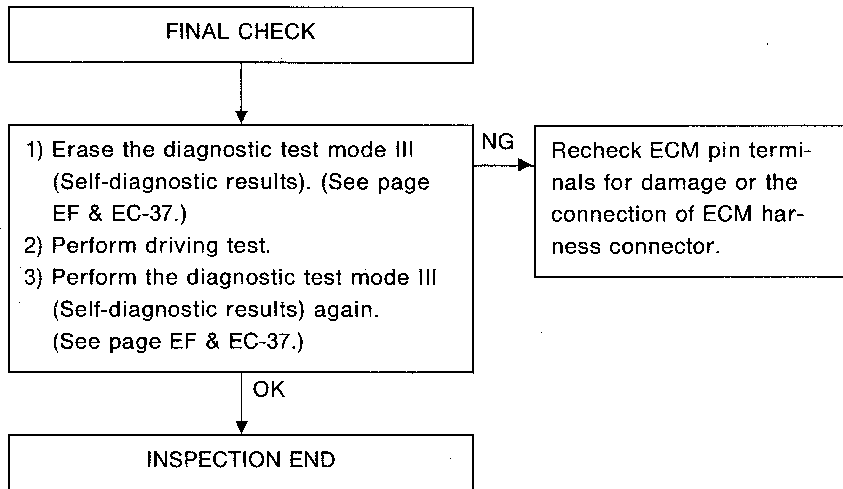 FINAL CHECK
1) Erase the diagnostic test mode III
(Self-diagnostic results). (See page
EF & EC-37.)
2) Perform driving test.
3) Perform the diagnostic test mode III
(Self-diagnostic results) again.
(See page EF & EC-37.)
NG
Recheck ECM pin termi-
nals for damage or the
connection of ECM har-
ness connector.
OK
INSPECTION END